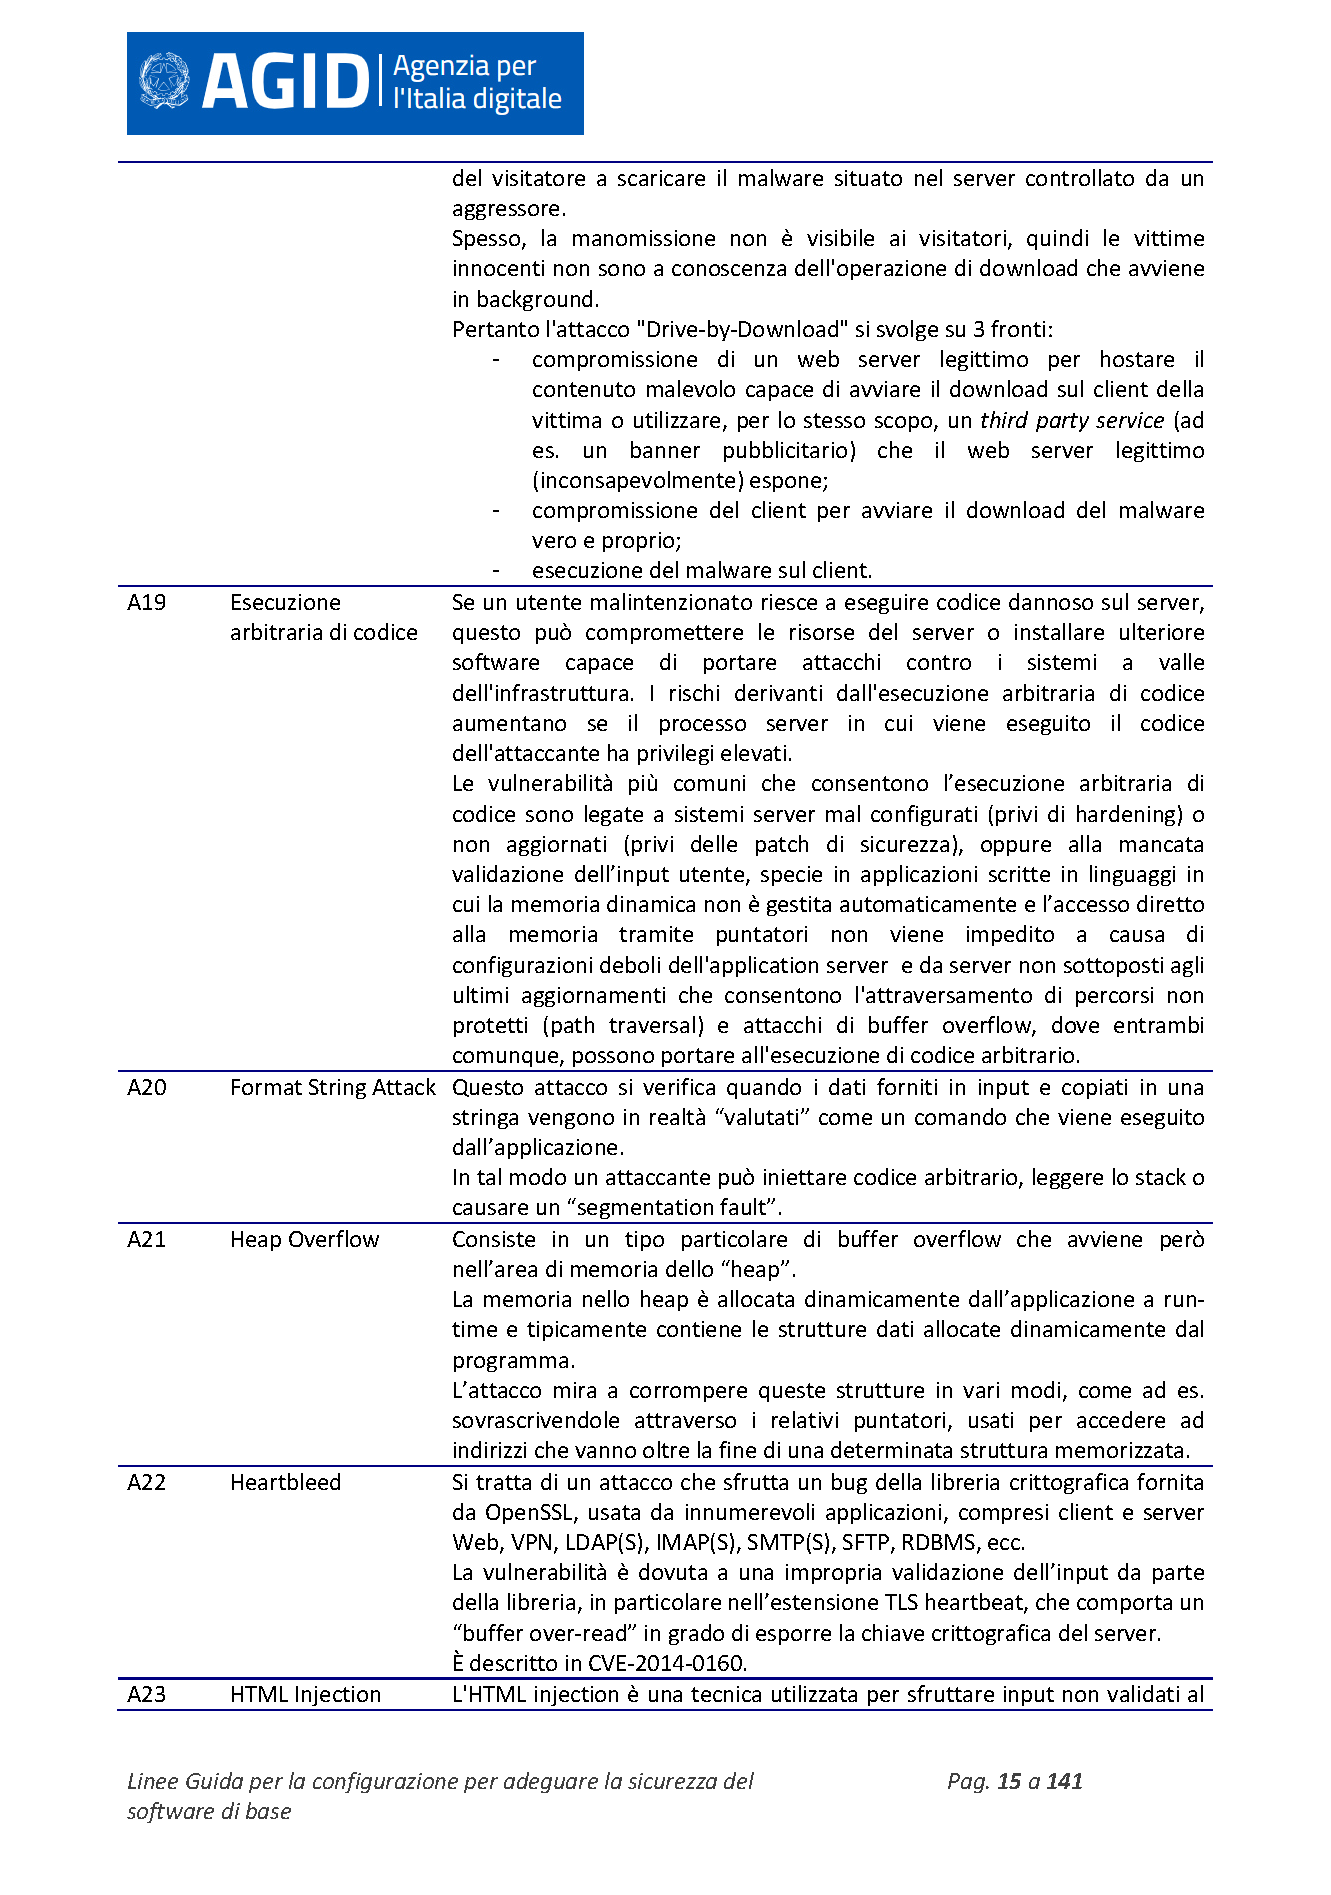 AGID Agenzia per
l'Italia digitale
del visitatore a scaricare il malware situato nel server controllato da un
aggressore.
Spesso, la manomissione non è visibile ai visitatori, quindi le vittime
innocenti non sono a conoscenza dell'operazione di download che avviene
in background.
Pertanto l'attacco "Drive-by-Download" si svolge su 3 fronti:
- compromissione di un web server legittimo per hostare il
contenuto malevolo capace di avviare il download sul client della
vittima o utilizzare, per lo stesso scopo, un third party service (ad
es. un banner pubblicitario) che il web server legittimo
(inconsapevolmente) espone;
- compromissione del client per avviare il download del malware
vero e proprio;
- esecuzione del malware sul client.
A19 Esecuzione Se un utente malintenzionato riesce a eseguire codice dannoso sul server,
arbitraria di codice questo può compromettere le risorse del server o installare ulteriore
software capace di portare attacchi contro i sistemi a valle
dell'infrastruttura. I rischi derivanti dall'esecuzione arbitraria di codice
aumentano se il processo server in cui viene eseguito il codice
dell'attaccante ha privilegi elevati.
Le vulnerabilità più comuni che consentono l’esecuzione arbitraria di
codice sono legate a sistemi server mal configurati (privi di hardening) o
non aggiornati (privi delle patch di sicurezza), oppure alla mancata
validazione dell’input utente, specie in applicazioni scritte in linguaggi in
cui la memoria dinamica non è gestita automaticamente e l’accesso diretto
alla memoria tramite puntatori non viene impedito a causa di
configurazioni deboli dell'application server e da server non sottoposti agli
ultimi aggiornamenti che consentono l'attraversamento di percorsi non
protetti (path traversal) e attacchi di buffer overflow, dove entrambi
comunque, possono portare all'esecuzione di codice arbitrario.
A20 Format String Attack Questo attacco si verifica quando i dati forniti in input e copiati in una
stringa vengono in realtà “valutati” come un comando che viene eseguito
dall’applicazione.
In tal modo un attaccante può iniettare codice arbitrario, leggere lo stack o
causare un “segmentation fault”.
A21 Heap Overflow Consiste in un tipo particolare di buffer overflow che avviene però
nell’area di memoria dello “heap”.
La memoria nello heap è allocata dinamicamente dall’applicazione a run-
time e tipicamente contiene le strutture dati allocate dinamicamente dal
programma.
L’attacco mira a corrompere queste strutture in vari modi, come ad es.
sovrascrivendole attraverso i relativi puntatori, usati per accedere ad
indirizzi che vanno oltre la fine di una determinata struttura memorizzata.
A22 Heartbleed Si tratta di un attacco che sfrutta un bug della libreria crittografica fornita
da OpenSSL, usata da innumerevoli applicazioni, compresi client e server
Web, VPN, LDAP(S), IMAP(S), SMTP(S), SFTP, RDBMS, ecc.
La vulnerabilità è dovuta a una impropria validazione dell’input da parte
della libreria, in particolare nell’estensione TLS heartbeat, che comporta un
“buffer over-read” in grado di esporre la chiave crittografica del server.
È descritto in CVE-2014-0160.
A23 HTML Injection L'HTML injection è una tecnica utilizzata per sfruttare input non validati al
Linee Guida per la configurazione per adeguare la sicurezza del Pag. 15 a 141
software di base